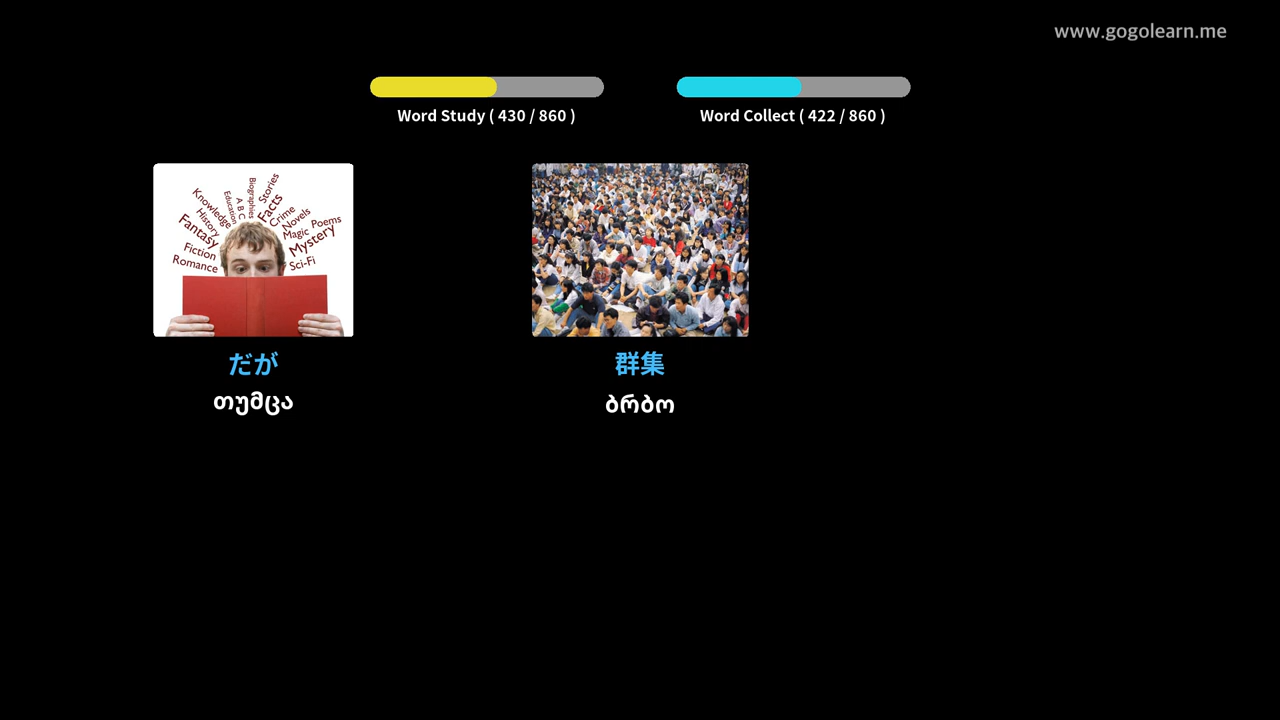 www.gogolearn.me
Word Study ( 430 / 860 )
Word Collect ( 422 / 860 )
Knowledge
History
Fantasy
Fiction
Romance
Education
A B C
Biographies
Stories
Facts
Crime
Novels
Magic
Poems
Mystery
Sci-Fi
だが
თუმცა
群集
ბრბო